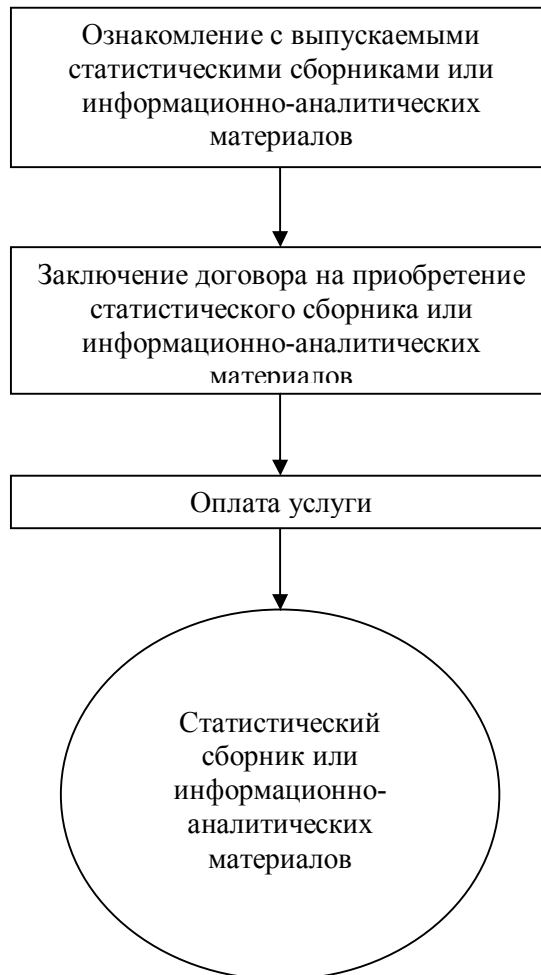 Ознакомление с выпускаемыми
статистическими сборниками или
информационно-аналитических
материалов
Заключение договора на приобретение
статистического сборника или
информационно-аналитических
материалов
Оплата услуги
Статистический
сборник или
информационно-
аналитических
материалов